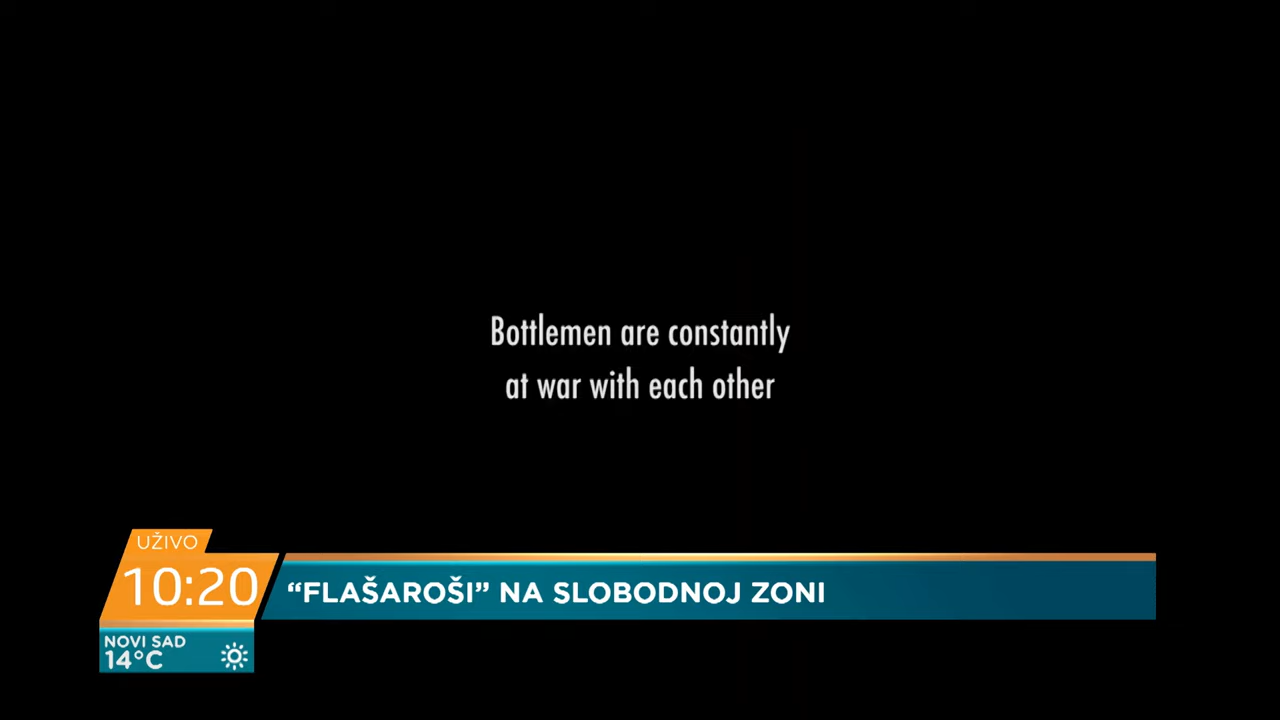 Bottlemen are constantly
at war with each other
UŽIVO
10:20
“FLAŠAROŠI” NA SLOBODNOJ ZONI
NOVI SAD
14°C